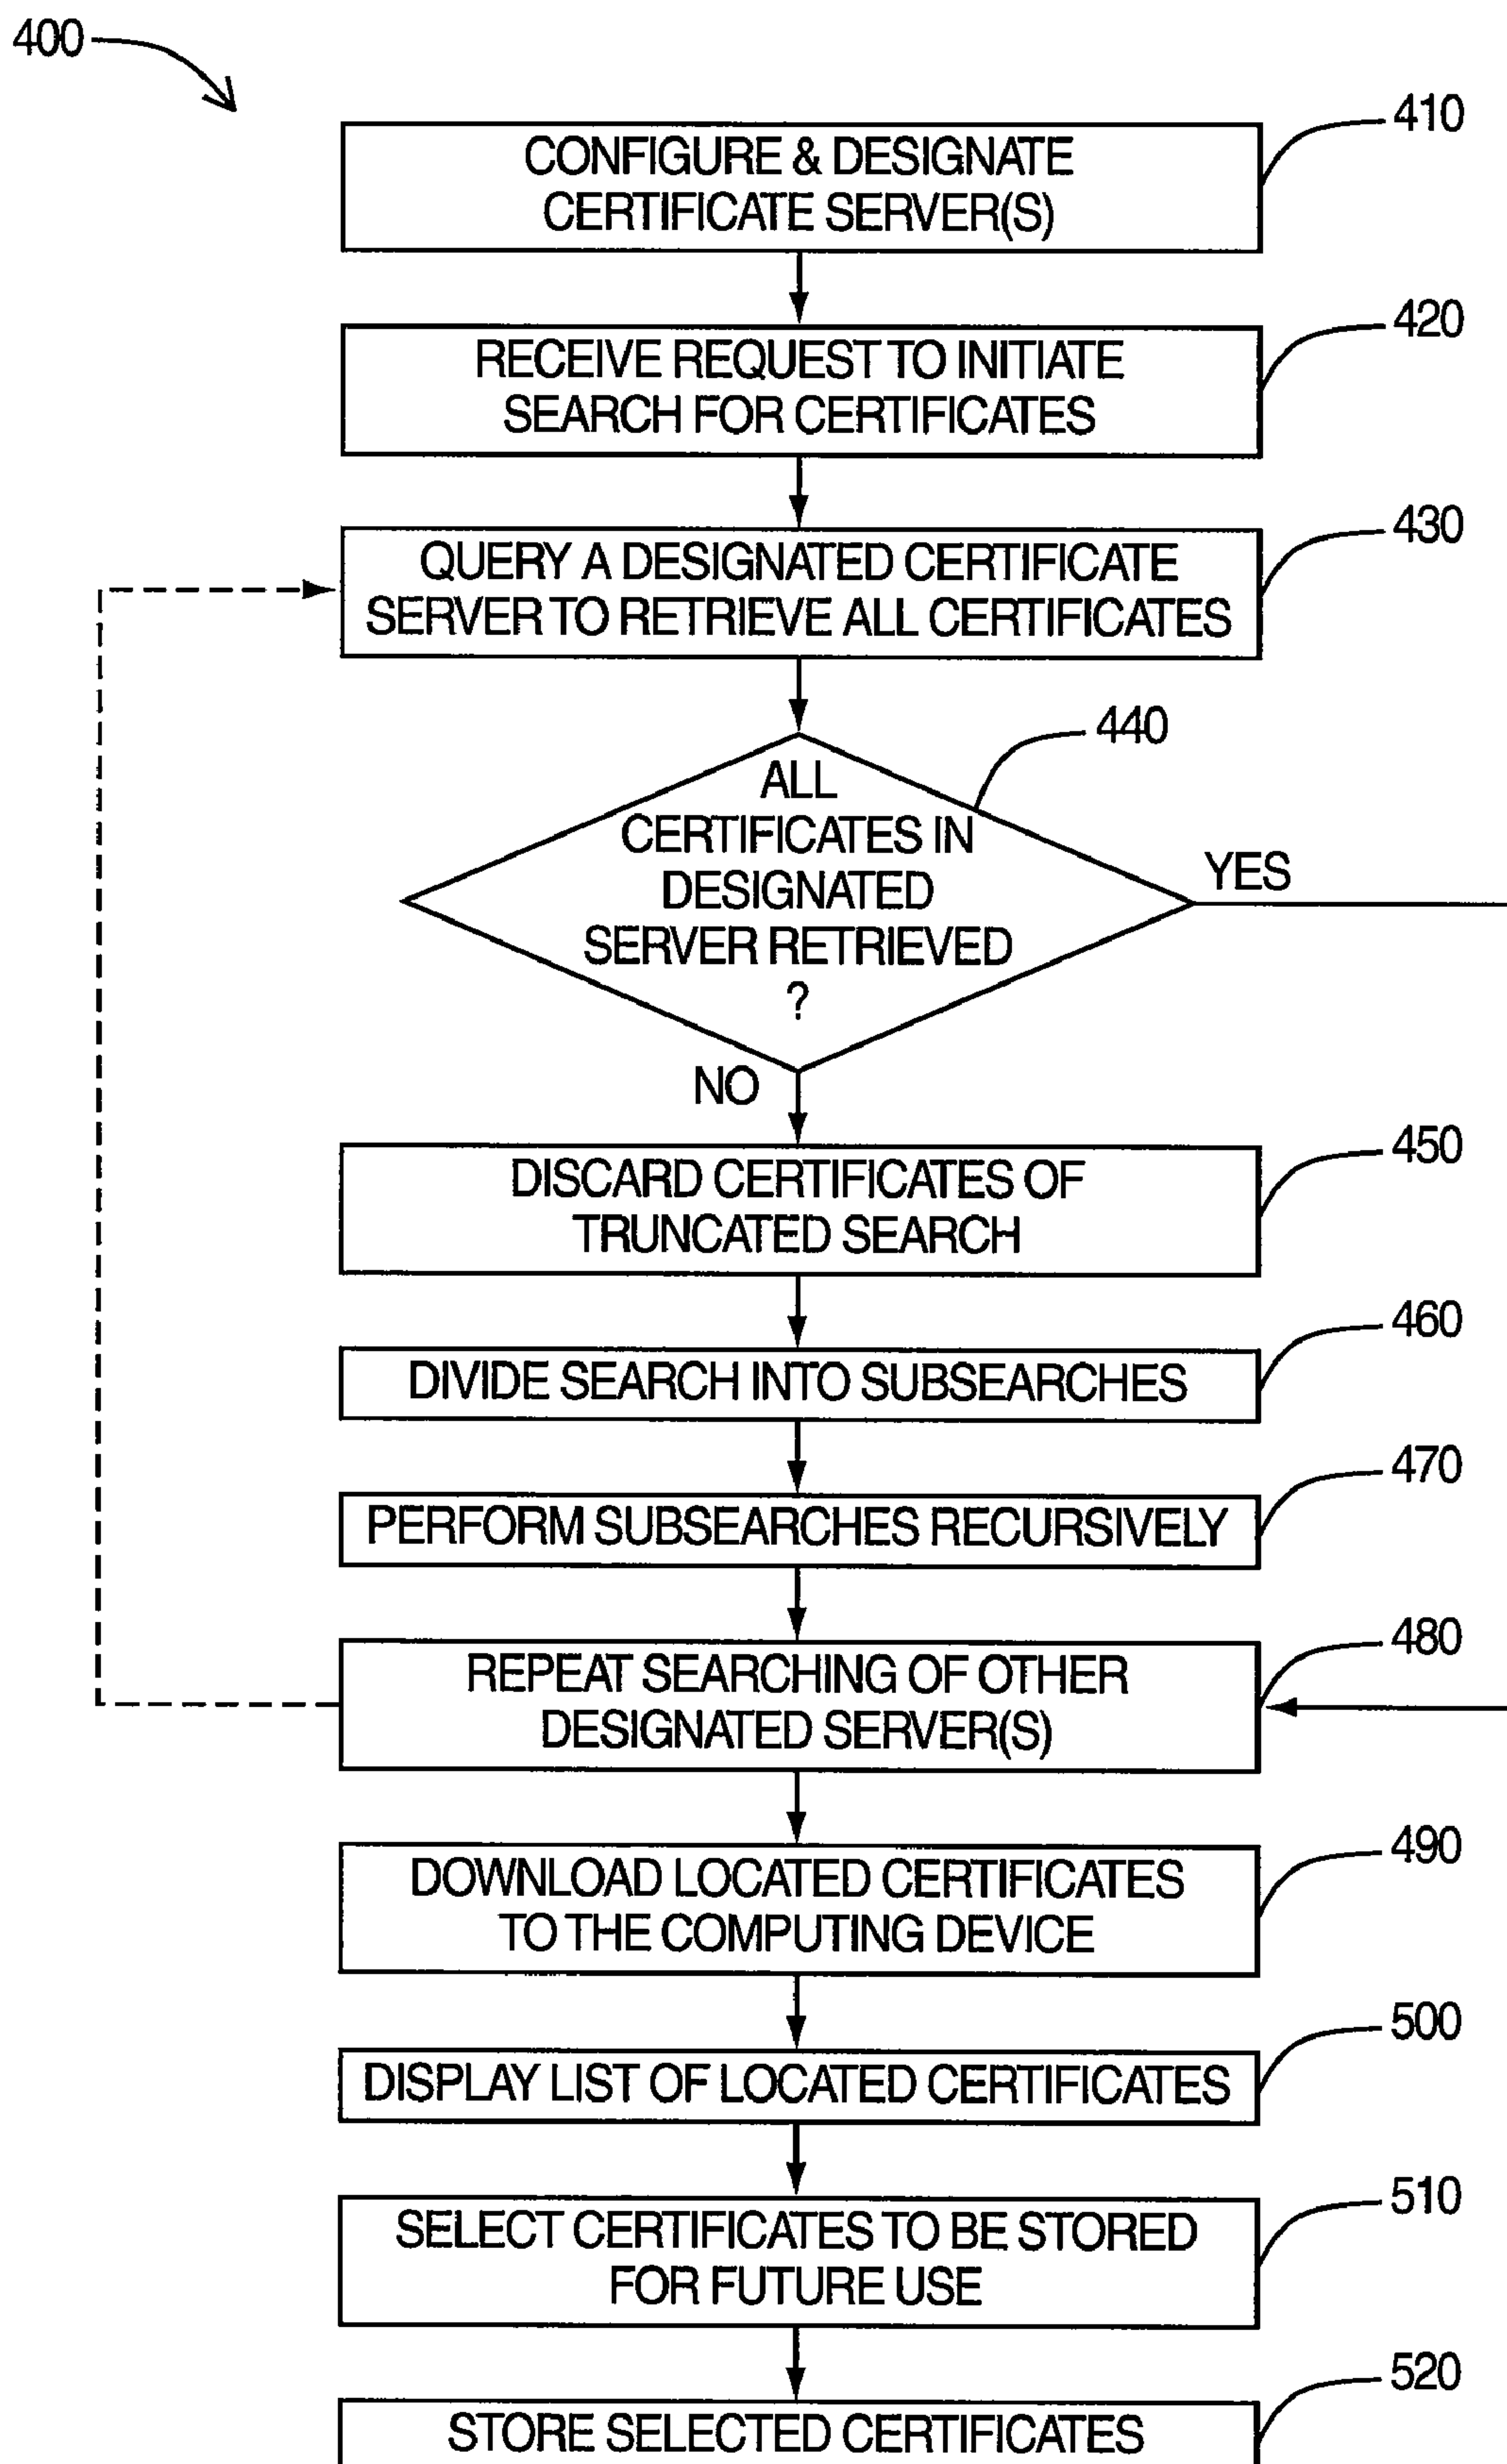 400
410
CONFIGURE & DESIGNATE
CERTIFICATE SERVER(S)
420
RECEIVE REQUEST TO INITIATE
SEARCH FOR CERTIFICATES
430
QUERY A DESIGNATED CERTIFICATE
SERVER TO RETRIEVE ALL CERTIFICATES
440
ALL
CERTIFICATES IN
DESIGNATED
SERVER RETRIEVED
?
YES
NO
450
DISCARD CERTIFICATES OF
TRUNCATED SEARCH
460
DIVIDE SEARCH INTO SUBSEARCHES
470
PERFORM SUBSEARCHES RECURSIVELY
480
REPEAT SEARCHING OF OTHER
DESIGNATED SERVER(S)
490
DOWNLOAD LOCATED CERTIFICATES
TO THE COMPUTING DEVICE
500
DISPLAY LIST OF LOCATED CERTIFICATES
510
SELECT CERTIFICATES TO BE STORED
FOR FUTURE USE
520
STORE SELECTED CERTIFICATES